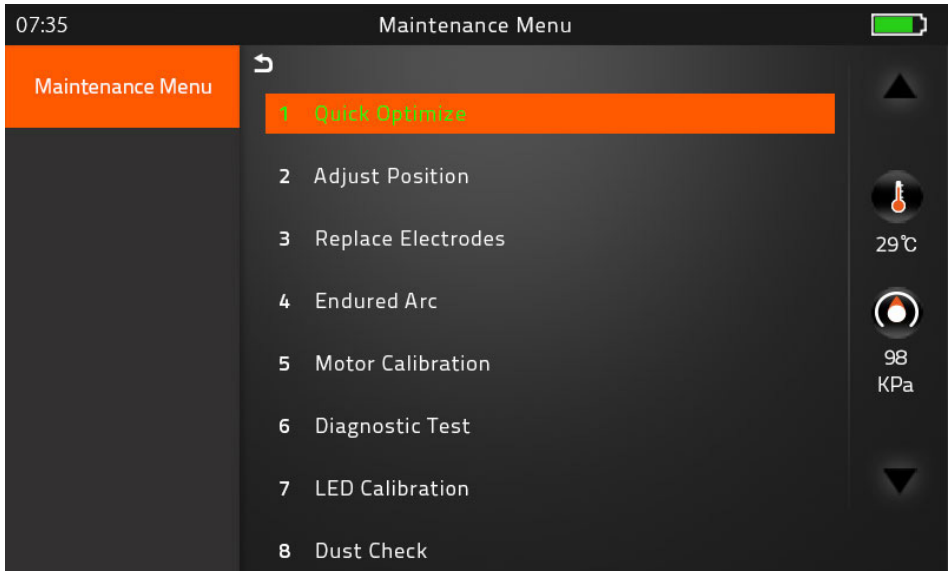 07:35
Maintenance Menu
Maintenance Menu
1 Quick Optimize
2 Adjust Position
3 Replace Electrodes
4 Endured Arc
5 Motor Calibration
6 Diagnostic Test
7 LED Calibration
8 Dust Check
29℃
98
KPa